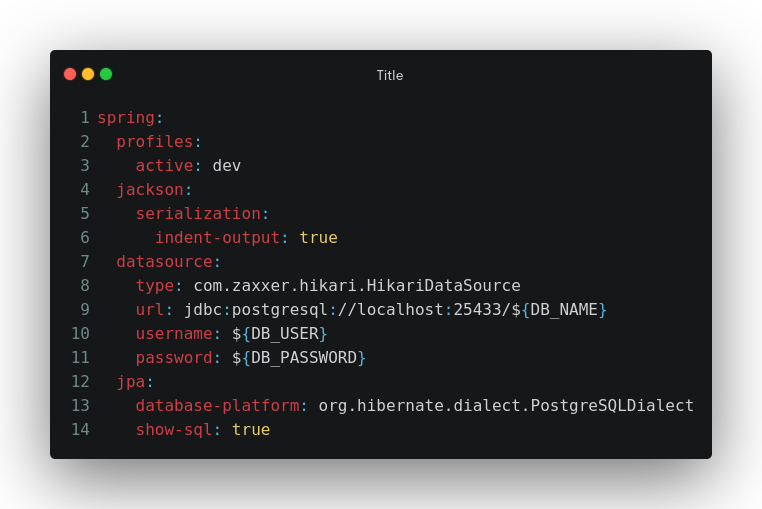 Title
1 spring:
2   profiles:
3     active: dev
4   jackson:
5     serialization:
6       indent-output: true
7   datasource:
8     type: com.zaxxer.hikari.HikariDataSource
9     url: jdbc:postgresql://localhost:25433/${DB_NAME}
10     username: ${DB_USER}
11     password: ${DB_PASSWORD}
12   jpa:
13     database-platform: org.hibernate.dialect.PostgreSQLDialect
14     show-sql: true